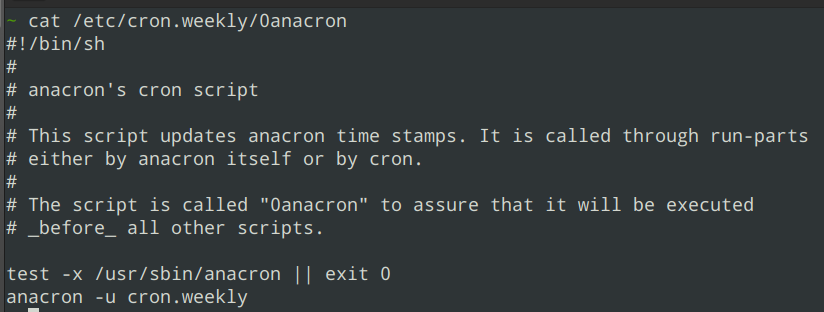 ~ cat /etc/cron.weekly/0anacron
#!/bin/sh
#
# anacron's cron script
#
# This script updates anacron time stamps. It is called through run-parts
# either by anacron itself or by cron.
#
# The script is called "0anacron" to assure that it will be executed
# _before_ all other scripts.

test -x /usr/sbin/anacron || exit 0
anacron -u cron.weekly